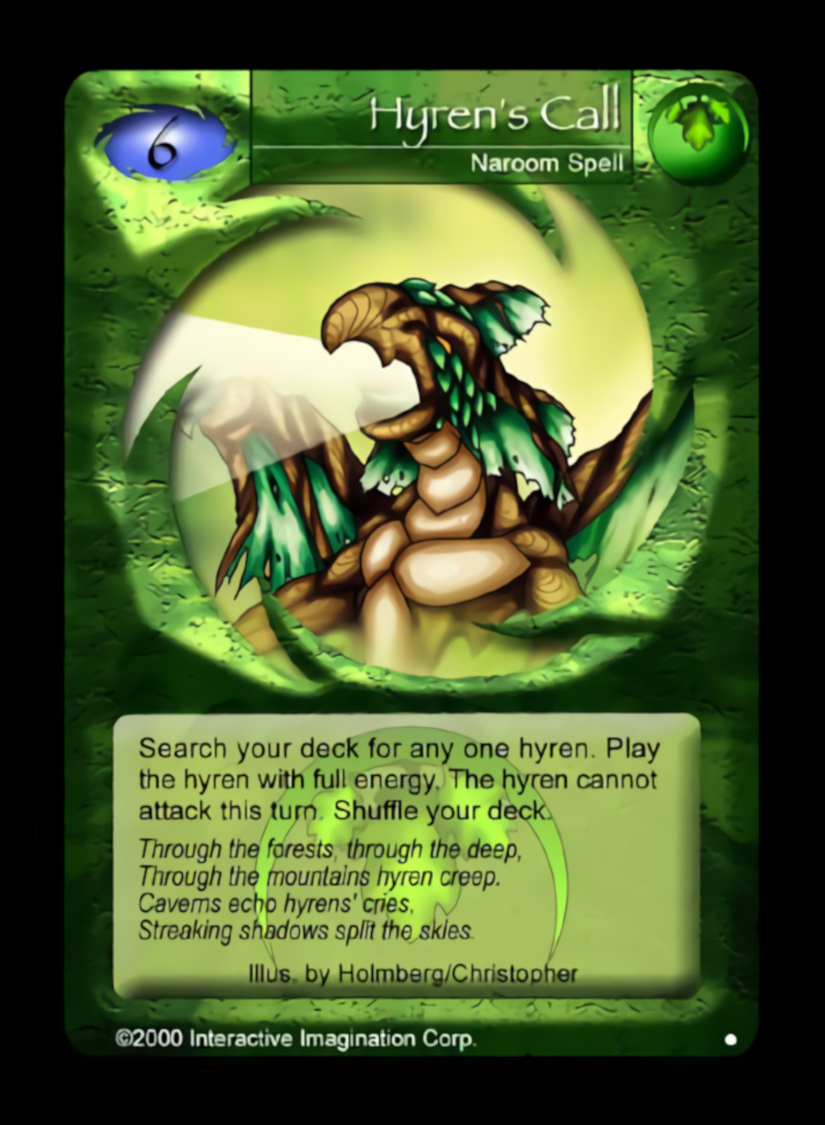 6
Hyren's Call
Naroom Spell
Search your deck for any one hyren. Play
the hyren with full energy. The hyren cannot
attack this turn. Shuffle your deck.
Through the forests, through the deep,
Through the mountains hyren creep.
Caverns echo hyrens' cries,
Streaking shadows split the skies.
Illus. by Holmberg/Christopher
©2000 Interactive Imagination Corp.